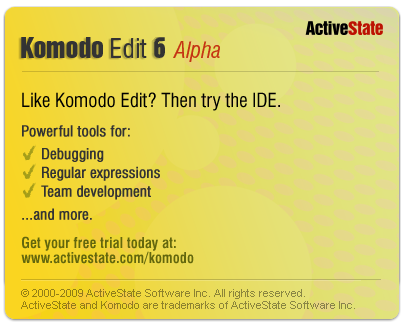 ActiveState
Komodo Edit 6 Alpha
Like Komodo Edit? Then try the IDE.
Powerful tools for:
Debugging
Regular expressions
Team development
...and more.
Get your free trial today at:
www.activestate.com/komodo
© 2000-2009 ActiveState Software Inc. All rights reserved.
ActiveState and Komodo are trademarks of ActiveState Software Inc.